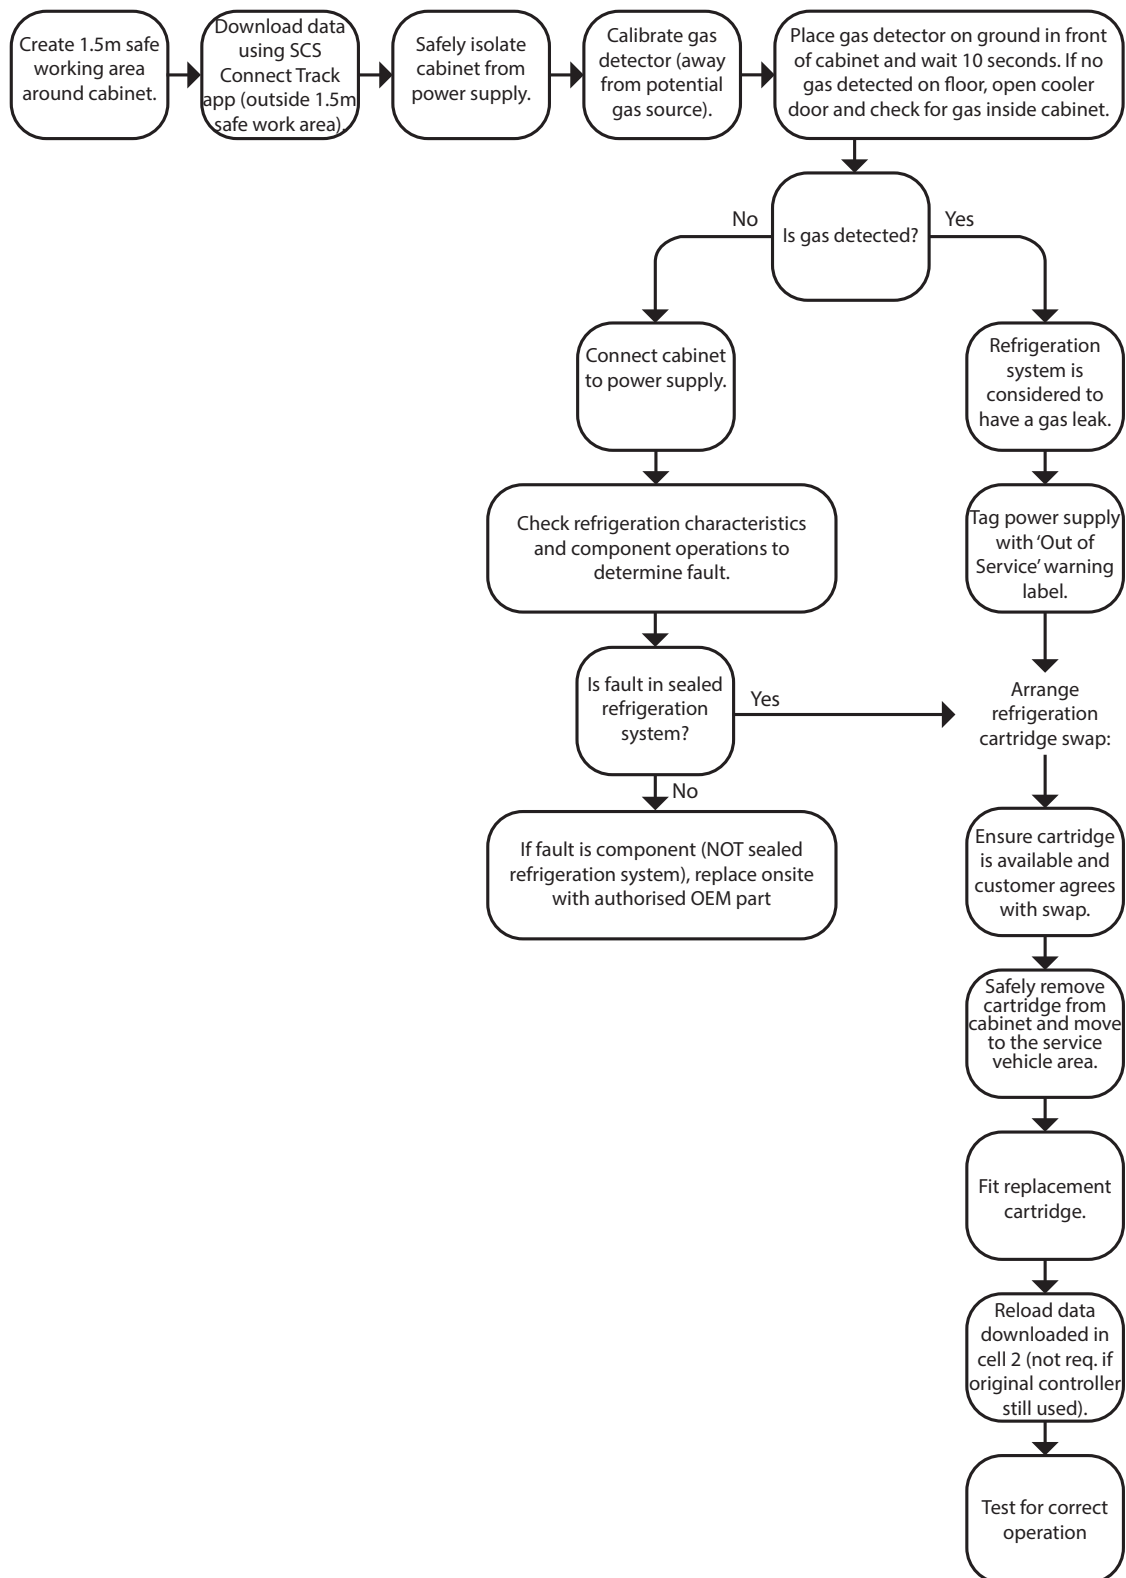 Create 1.5m safe
working area
around cabinet.
Download data
using SCS
Connect Track
app (outside 1.5m
safe work area).
Safely isolate
cabinet from
power supply.
Calibrate gas
detector (away
from potential
gas source).
Place gas detector on ground in front
of cabinet and wait 10 seconds. If no
gas detected on floor, open cooler
door and check for gas inside cabinet.
Is gas detected?
No
Yes
Connect cabinet
to power supply.
Refrigeration
system is
considered to
have a gas leak.
Check refrigeration characteristics
and component operations to
determine fault.
Tag power supply
with ‘Out of
Service’ warning
label.
Is fault in sealed
refrigeration
system?
Yes
No
Arrange
refrigeration
cartridge swap:
If fault is component (NOT sealed
refrigeration system), replace onsite
with authorised OEM part
Ensure cartridge
is available and
customer agrees
with swap.
Safely remove
cartridge from
cabinet and move
to the service
vehicle area.
Fit replacement
cartridge.
Reload data
downloaded in
cell 2 (not req. if
original controller
still used).
Test for correct
operation